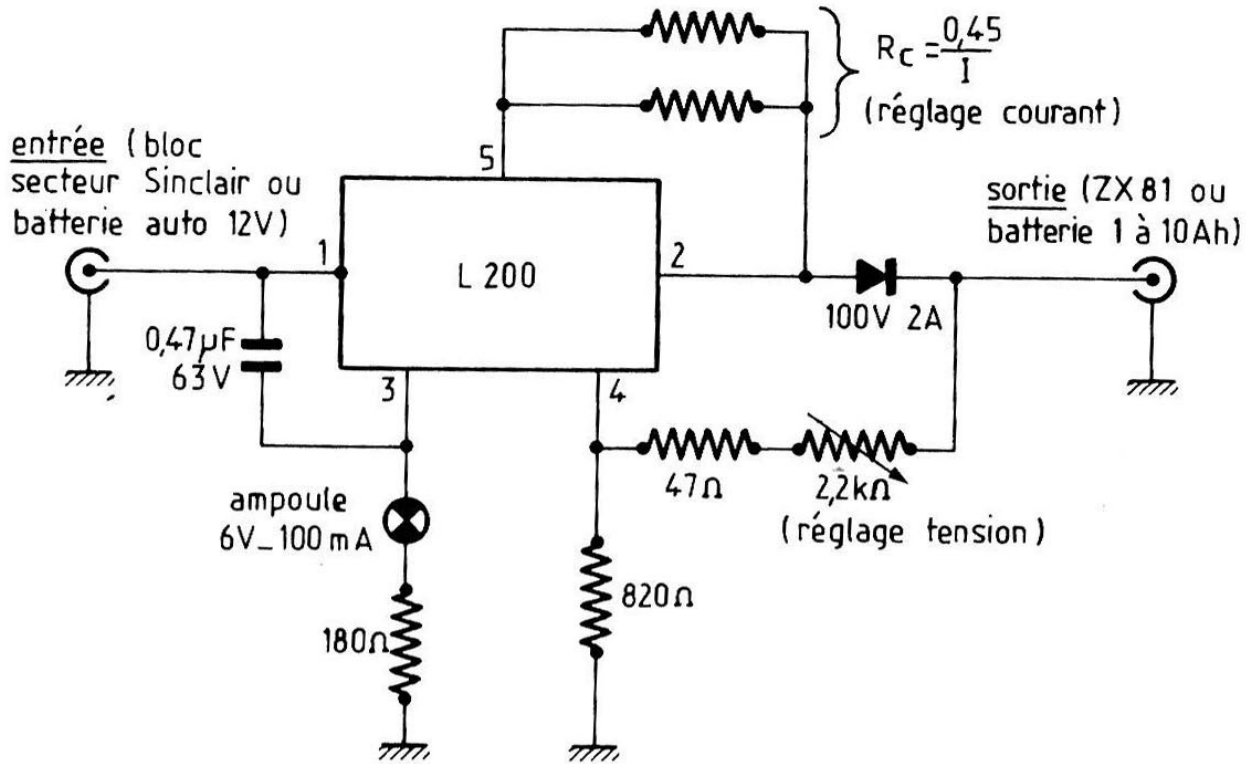 Rc = 0,45
I
(réglage courant)
entrée (bloc
secteur Sinclair ou
batterie auto 12V)
sortie (ZX 81 ou
batterie 1 à 10Ah)
5
1
L 200
2
100V 2A
0,47µF
63V
3
4
47Ω
2,2kΩ
(réglage tension)
ampoule
6V_100mA
820Ω
180Ω